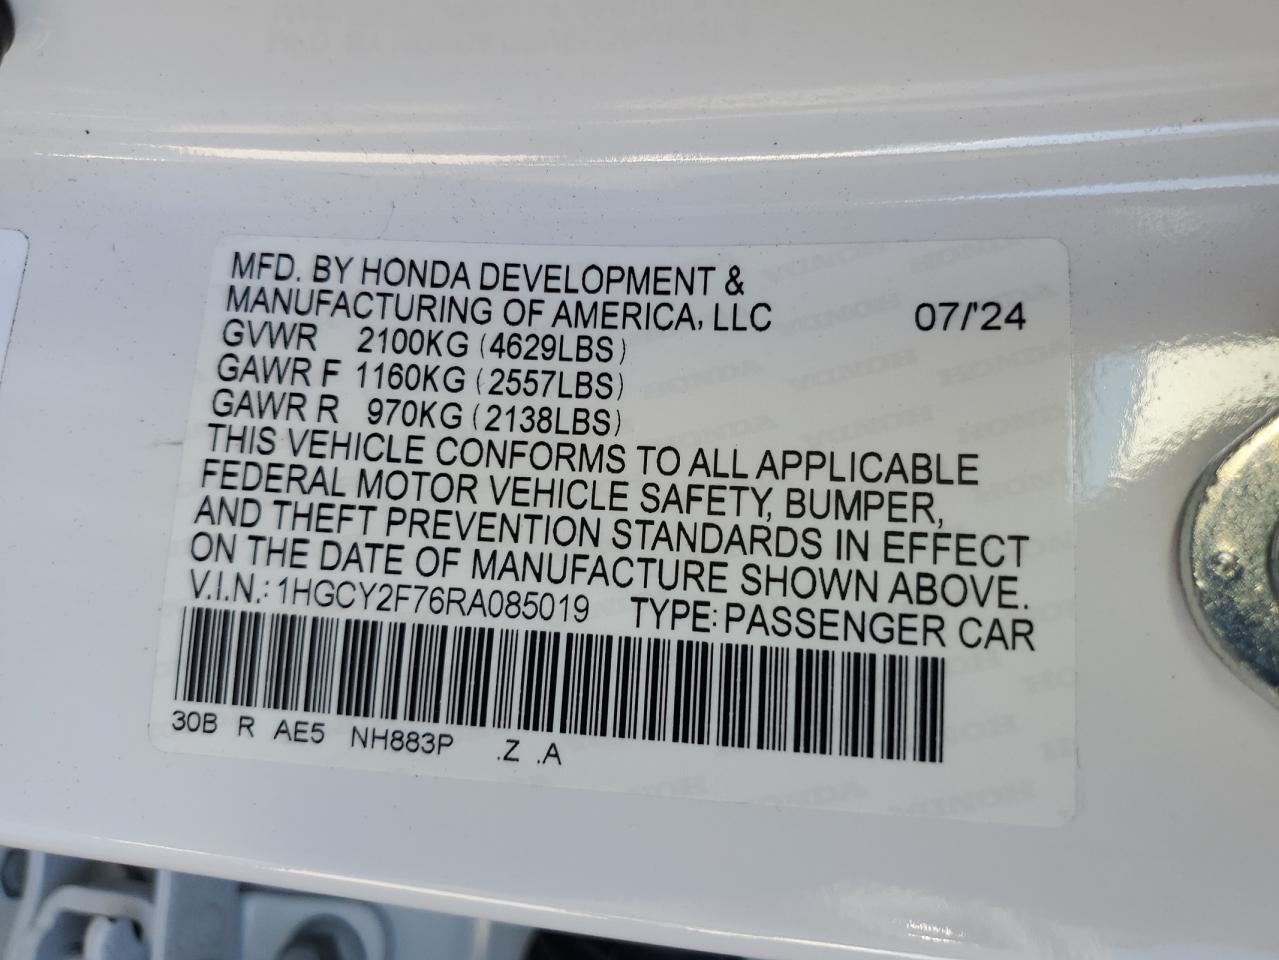 MFD. BY HONDA DEVELOPMENT &
MANUFACTURING OF AMERICA, LLC 07/'24
GVWR 2100KG (4629LBS)
GAWR F 1160KG (2557LBS)
GAWR R 970KG (2138LBS)
THIS VEHICLE CONFORMS TO ALL APPLICABLE
FEDERAL MOTOR VEHICLE SAFETY, BUMPER,
AND THEFT PREVENTION STANDARDS IN EFFECT
ON THE DATE OF MANUFACTURE SHOWN ABOVE.
V.I.N.: 1HGCY2F76RA085019 TYPE: PASSENGER CAR
30B R AE5 NH883P .Z .A